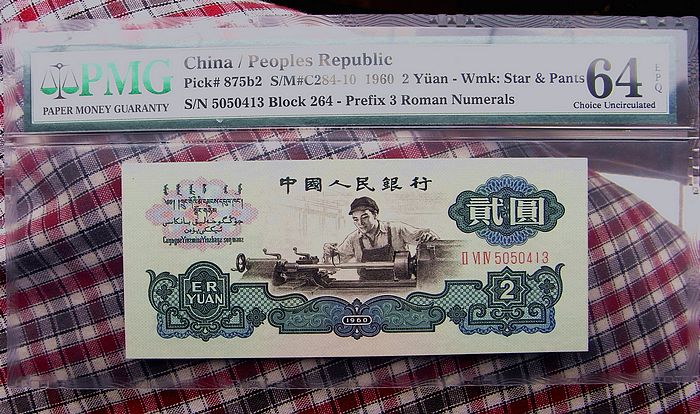 PMG
PAPER MONEY GUARANTY
China / Peoples Republic
Pick# 875b2 S/M#C284-10 1960 2 Yüan - Wmk: Star & Pants
S/N 5050413 Block 264 - Prefix 3 Roman Numerals
64
EPQ
Choice Uncirculated
中國人民銀行
貳圓
II VI IV 5050413
ER
YUAN
2
1960